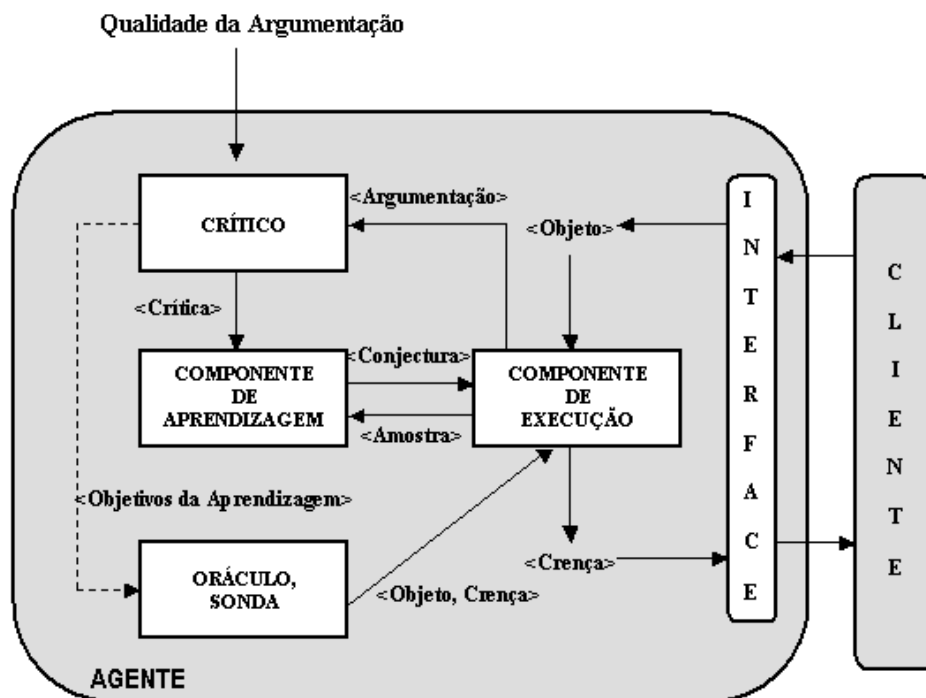 Qualidade da Argumentação
<Argumentação>
CRÍTICO
<Objeto>
<Crítica>
<Conjectura>
COMPONENTE
DE
APRENDIZAGEM
COMPONENTE
DE
EXECUÇÃO
<Amostra>
<Objetivos da Aprendizagem>
<Crença>
ORÁCULO,
SONDA
<Objeto, Crença>
AGENTE
INTERFACE
CLIENTE